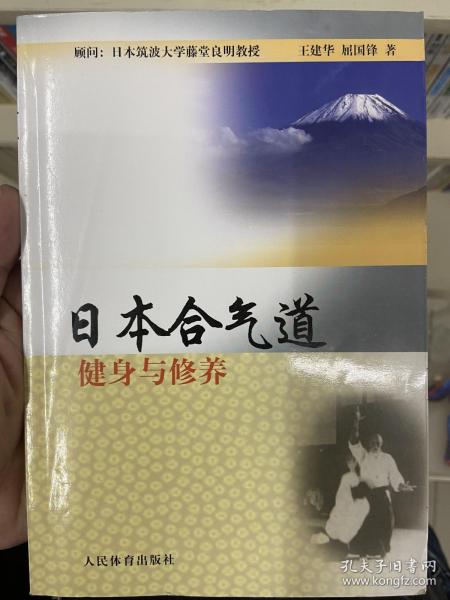 顾问：日本筑波大学藤堂良明教授 王建华 屈国锋 著
日本合气道
健身与修养
人民体育出版社
孔夫子旧书网
www.kongfz.com